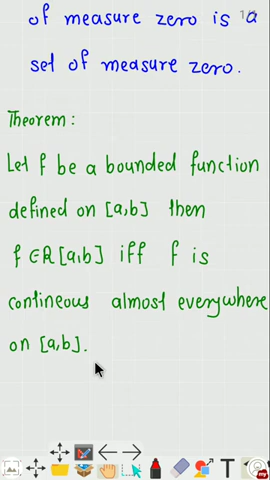 of measure zero is a
set of measure zero.
Theorem:
Let f be a bounded function
defined on [a,b] then
f ∈ R[a,b] iff f is
contineous almost everywhere
on [a,b].
T